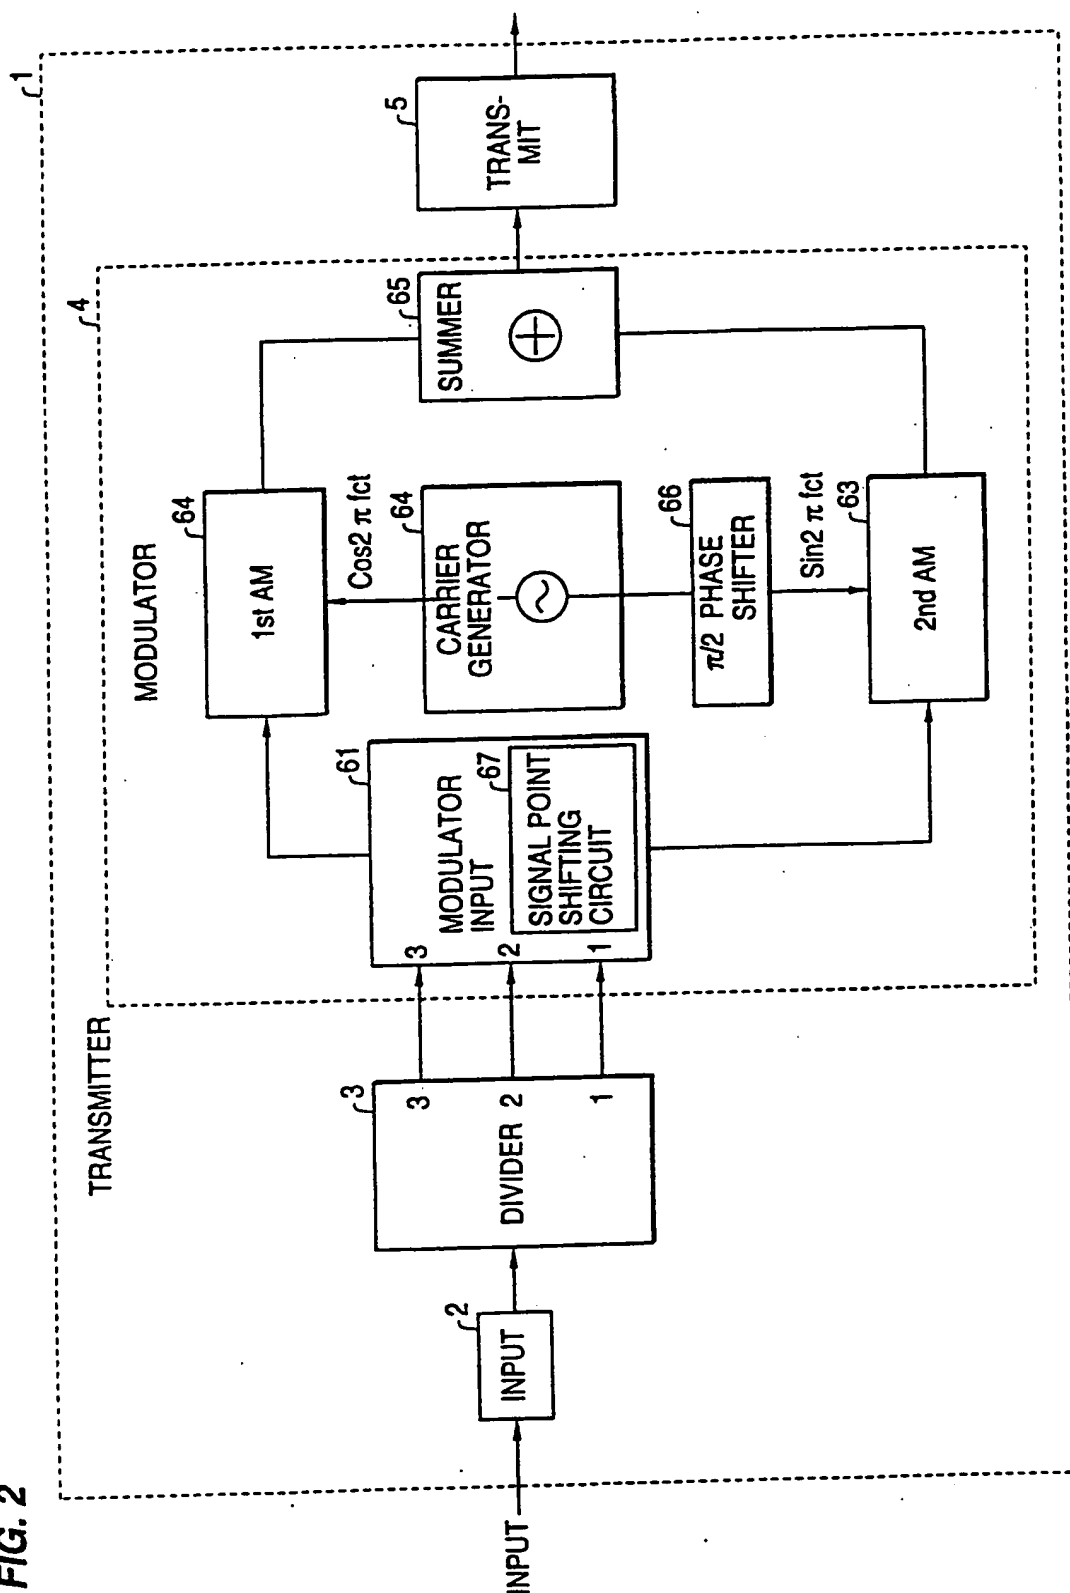 FIG. 2
1
TRANSMITTER
4
MODULATOR
INPUT
2
INPUT
3
DIVIDER
3
2
1
61
3
2
1
MODULATOR
INPUT
67
SIGNAL POINT
SHIFTING
CIRCUIT
64
1st AM
Cos2 π fct
64
CARRIER
GENERATOR
66
π/2 PHASE
SHIFTER
Sin2 π fct
63
2nd AM
65
SUMMER
5
TRANS-
MIT